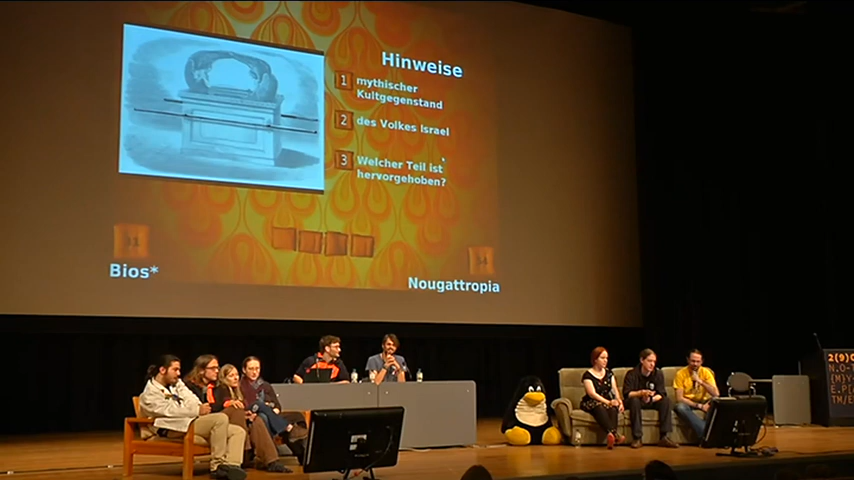 Hinweise
1 mythischer
Kultgegenstand
2 des Volkes Israel
3 Welcher Teil ist
hervorgehoben?
Bios*
Nougattropia